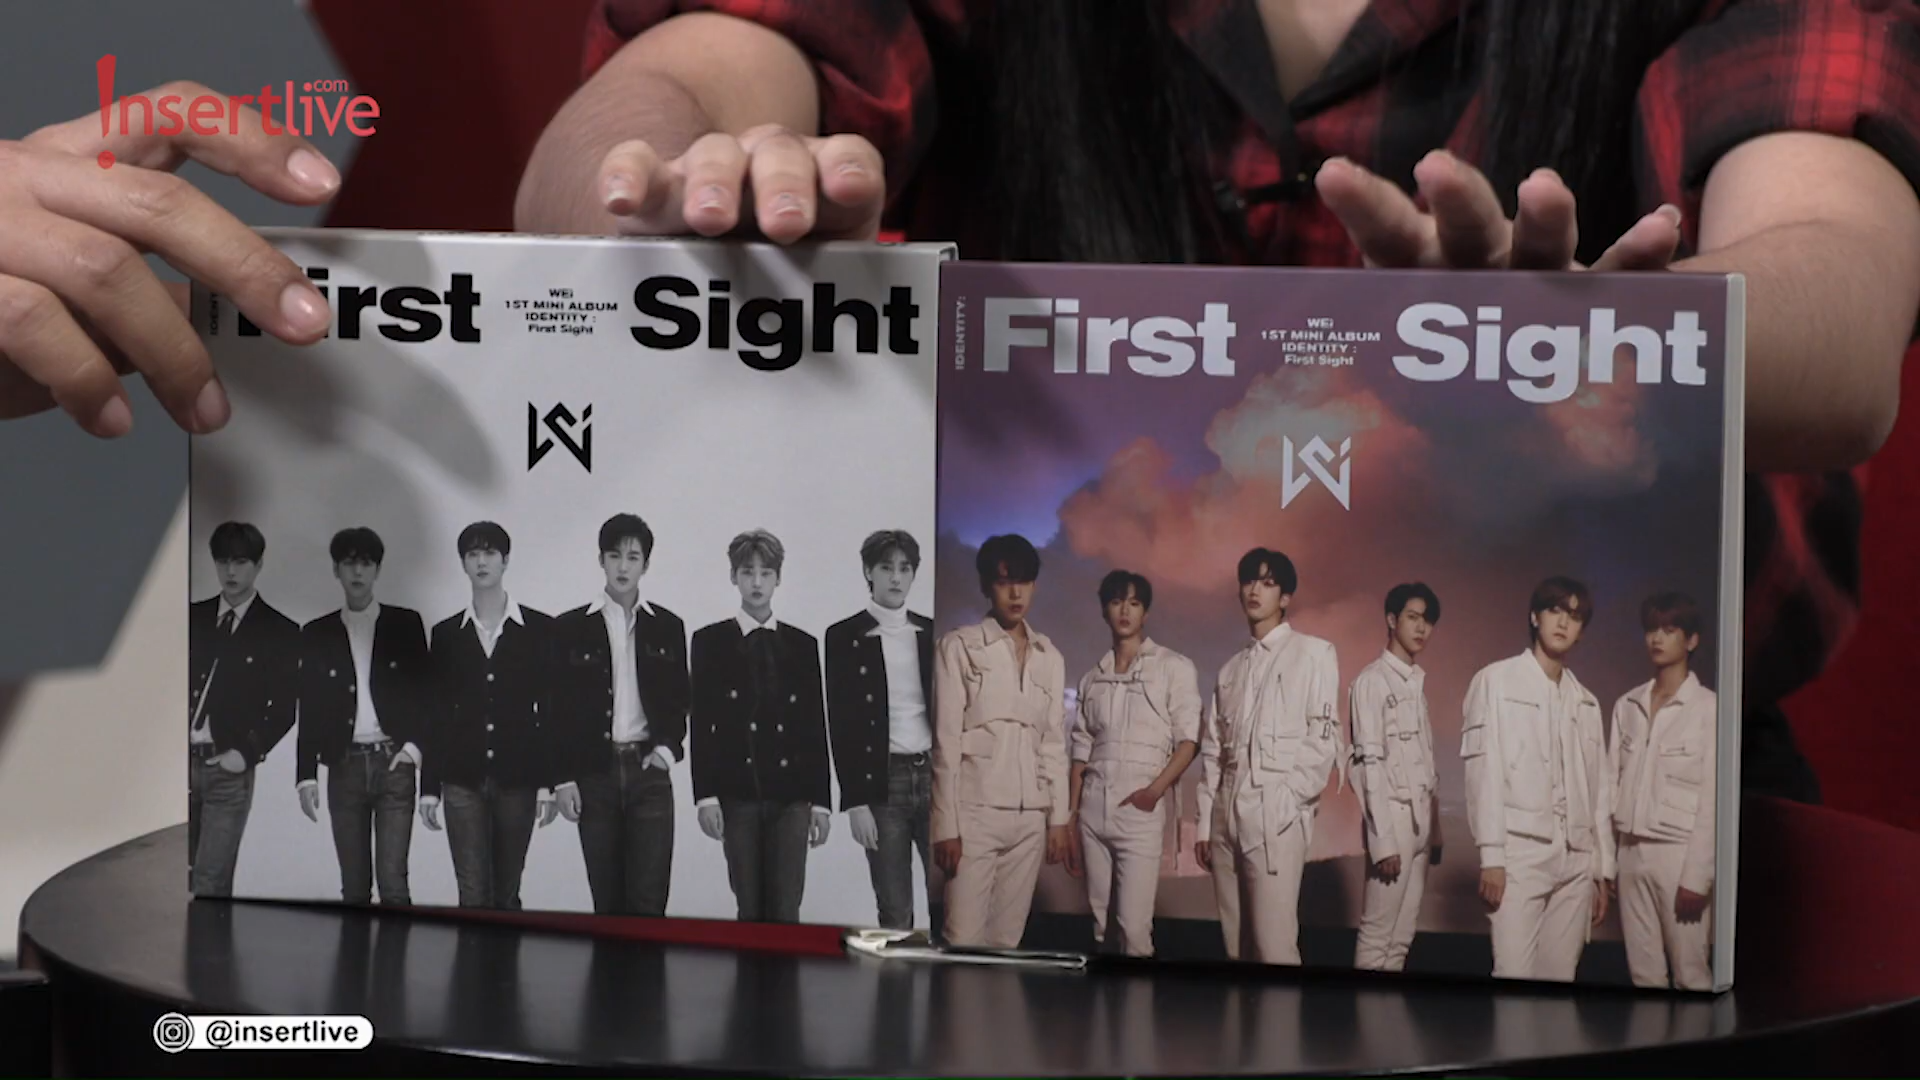 Insertlive.com
First Sight
WEi
1ST MINI ALBUM
IDENTITY :
First Sight
IDENTITY:
First Sight
WEi
1ST MINI ALBUM
IDENTITY :
First Sight
@insertlive